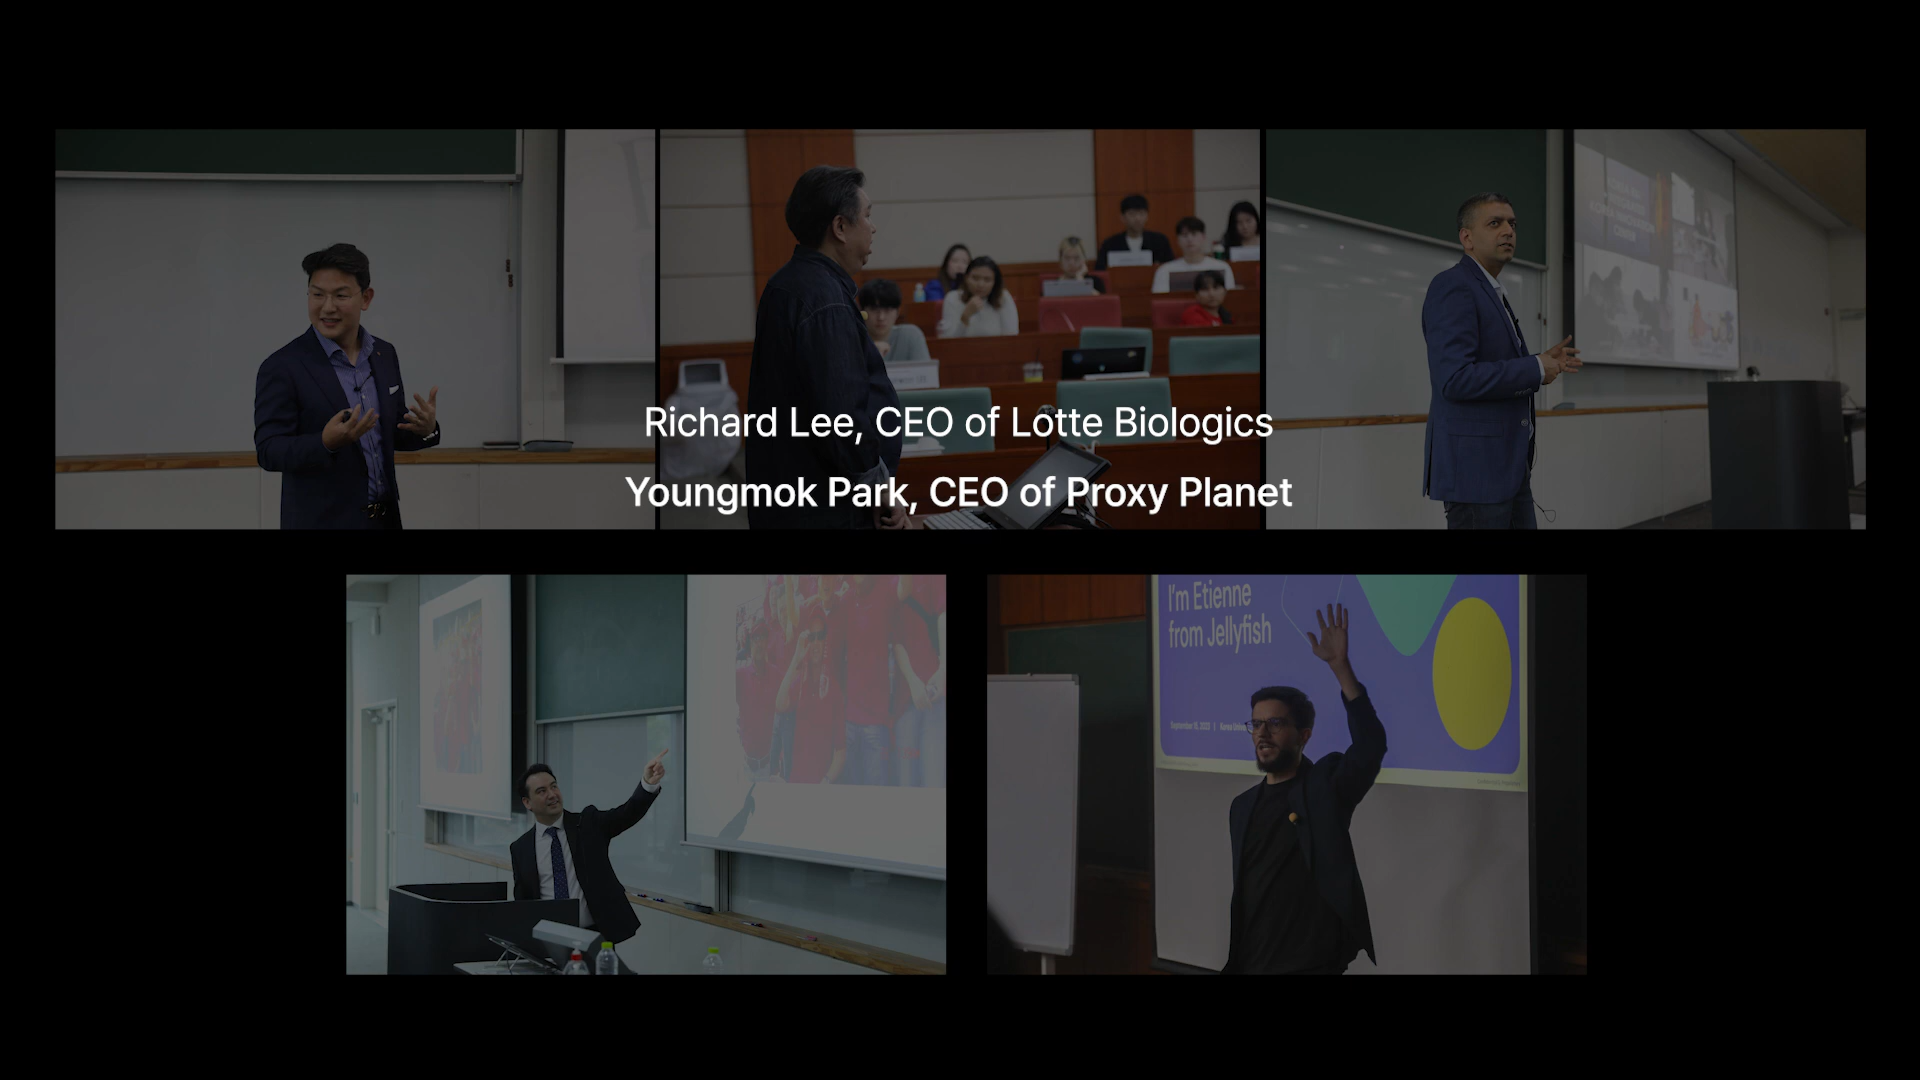 Richard Lee, CEO of Lotte Biologics
Youngmok Park, CEO of Proxy Planet
I'm Etienne
from Jellyfish